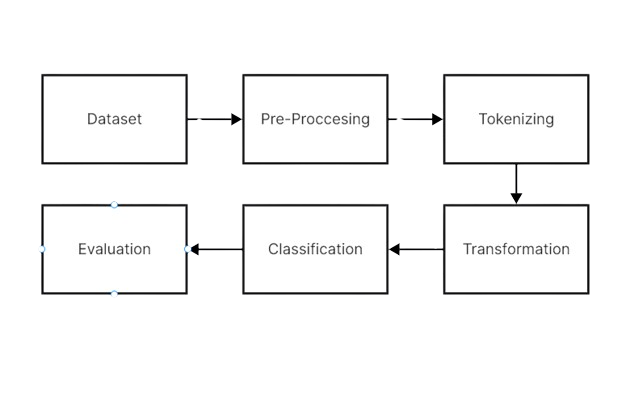 Dataset
Pre-Proccesing
Tokenizing
Evaluation
Classification
Transformation